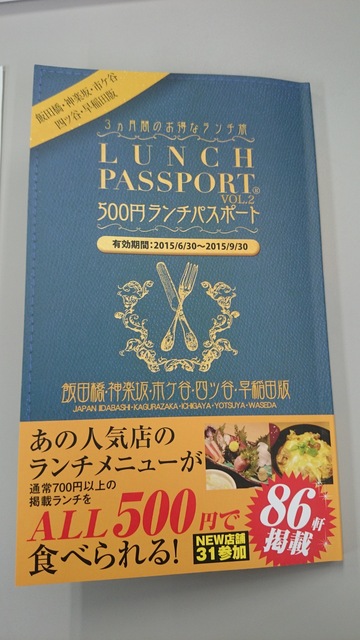 飯田橋・神楽坂・市ケ谷
四ツ谷・早稲田版
3ヵ月間のお得なランチ旅
LUNCH
PASSPORT®
VOL.2
500円ランチパスポート
有効期間：2015/6/30〜2015/9/30
飯田橋・神楽坂・市ケ谷・四ツ谷・早稲田版
JAPAN IIDABASHI・KAGURAZAKA・ICHIGAYA・YOTSUYA・WASEDA
あの人気店の
ランチメニューが
通常700円以上の
掲載ランチを
ALL500円で
食べられる!
NEW店舗
31参加
86軒
掲載